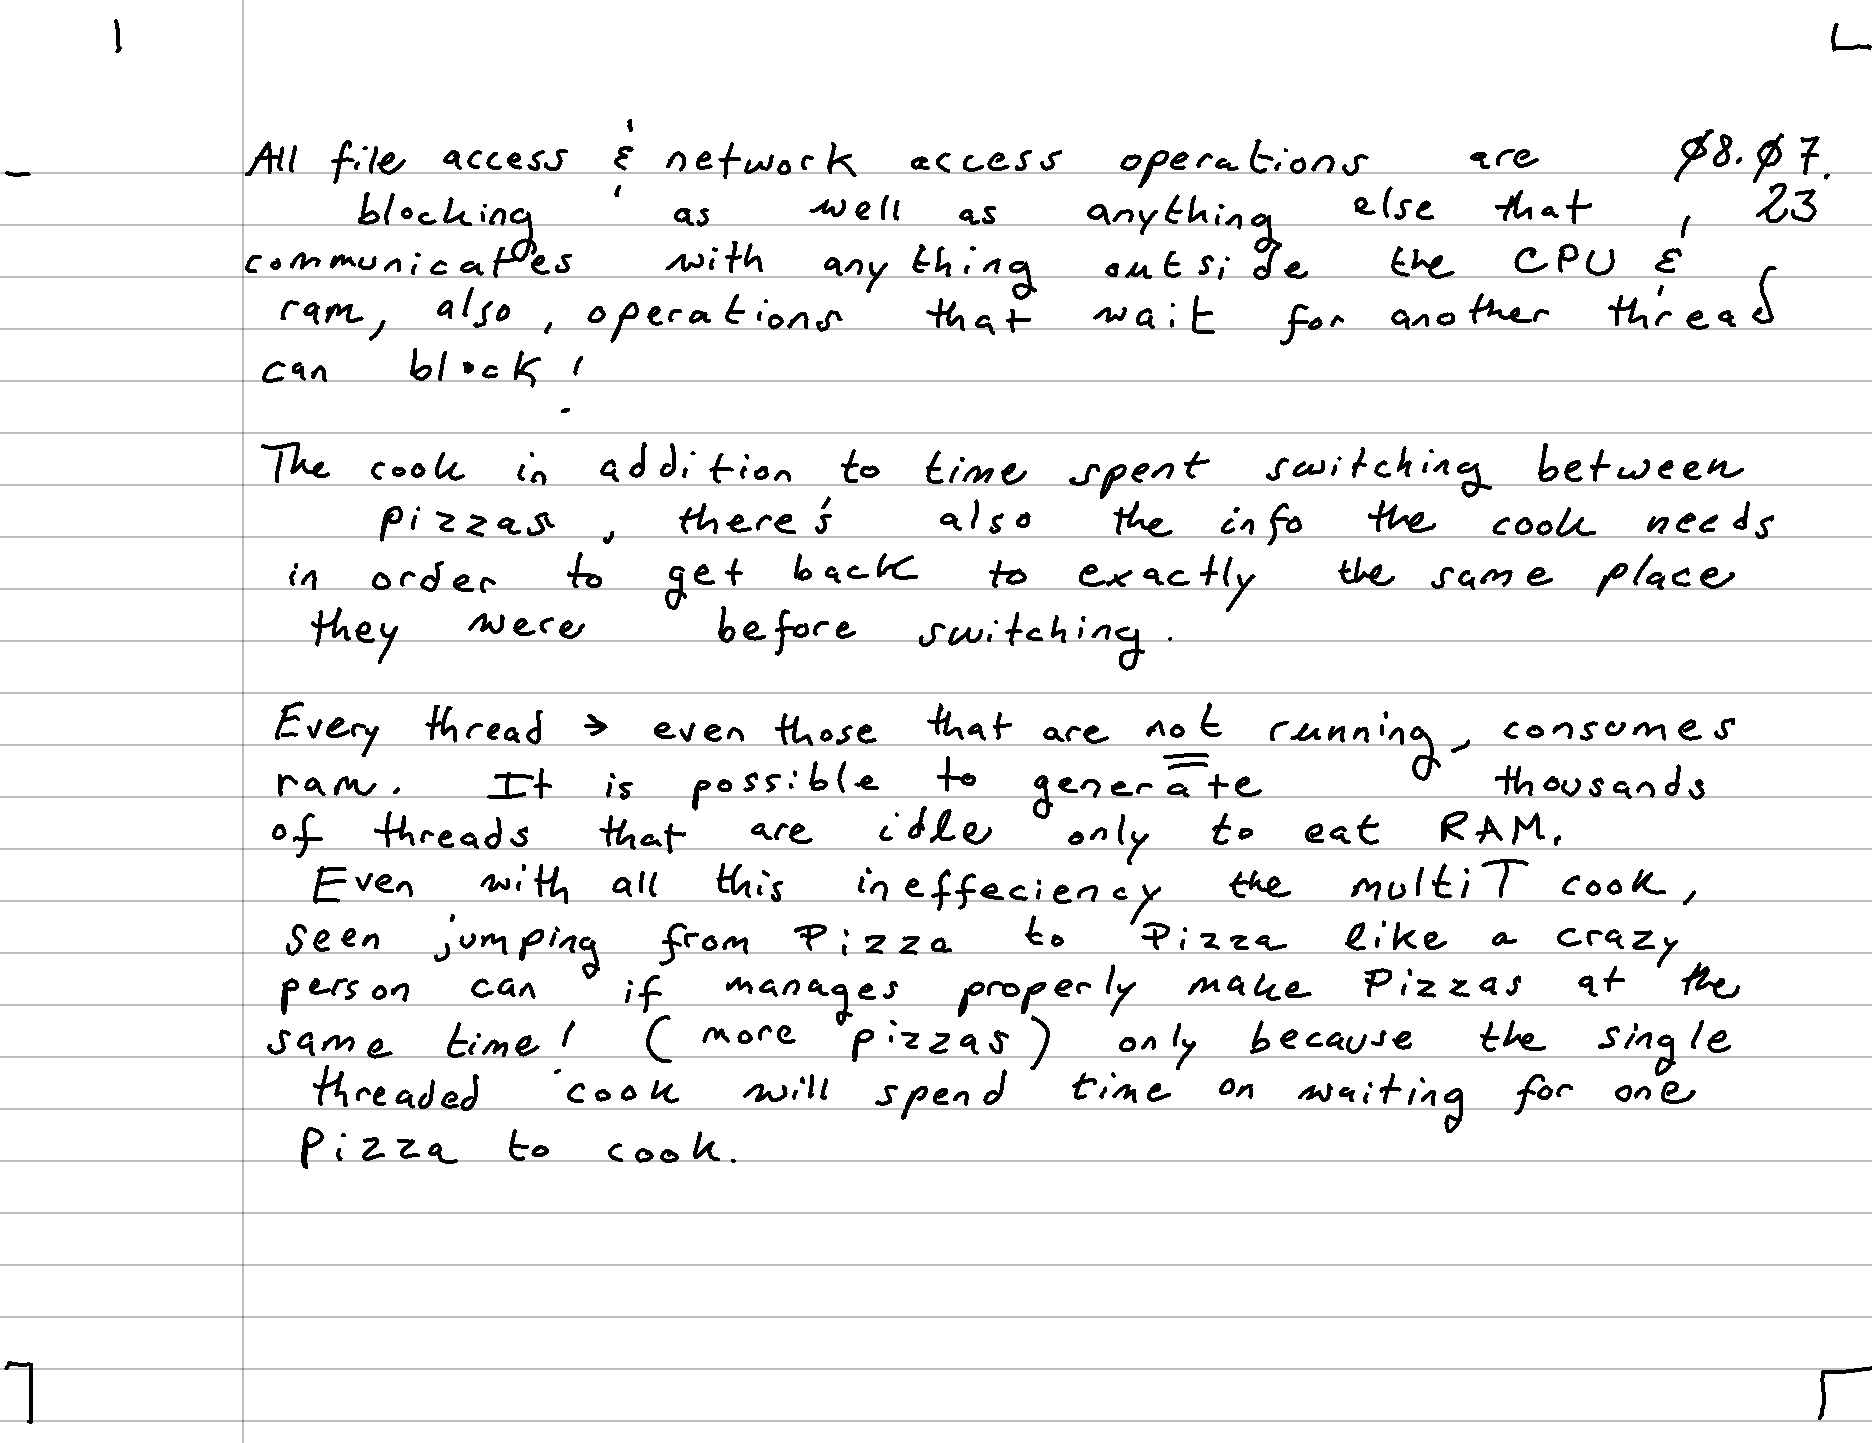 All file access & network access operations are Ø8.Ø7.
blocking as well as anything else that 23
communicates with anything outside the CPU &
ram, also, operations that wait for another thread
can block!
The cook in addition to time spent switching between
pizzas, there's also the info the cook needs
in order to get back to exactly the same place
they were before switching.
Every thread → even those that are not running, consumes
ram. It is possible to generate thousands
of threads that are idle only to eat RAM.
Even with all this ineffeciency the multiT cook,
seen jumping from Pizza to Pizza like a crazy
person can if manages properly make Pizzas at the
same time! (more pizzas) only because the single
threaded cook will spend time on waiting for one
Pizza to cook.